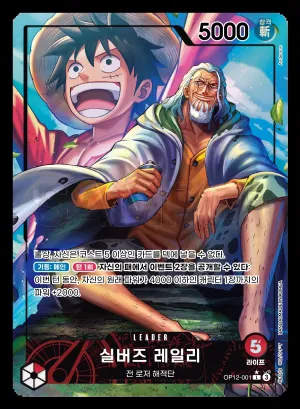 5000
참격
斬
룰상, 자신은 코스트 5 이상인 카드를 덱에 넣을 수 없다.
기동: 메인 턴 1회 자신의 패에서 이벤트 2장을 공개할 수 있다:
이번 턴 동안, 자신의 원래 파워가 4000 이하인 캐릭터 1장까지의
파워 +2000.
LEADER
실버즈 레일리
전 로저 해적단
5
라이프
OP12-001 L
3